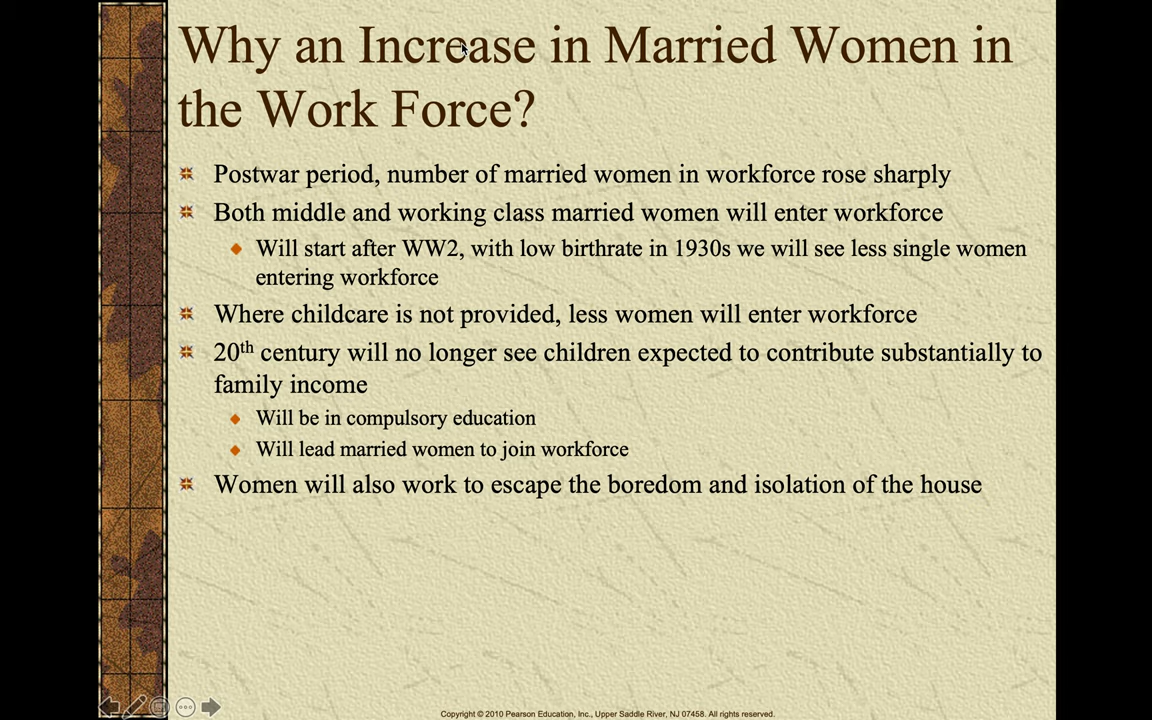 Why an Increase in Married Women in
the Work Force?
Postwar period, number of married women in workforce rose sharply
Both middle and working class married women will enter workforce
Will start after WW2, with low birthrate in 1930s we will see less single women
entering workforce
Where childcare is not provided, less women will enter workforce
20th century will no longer see children expected to contribute substantially to
family income
Will be in compulsory education
Will lead married women to join workforce
Women will also work to escape the boredom and isolation of the house
Copyright © 2010 Pearson Education, Inc., Upper Saddle River, NJ 07458. All rights reserved.